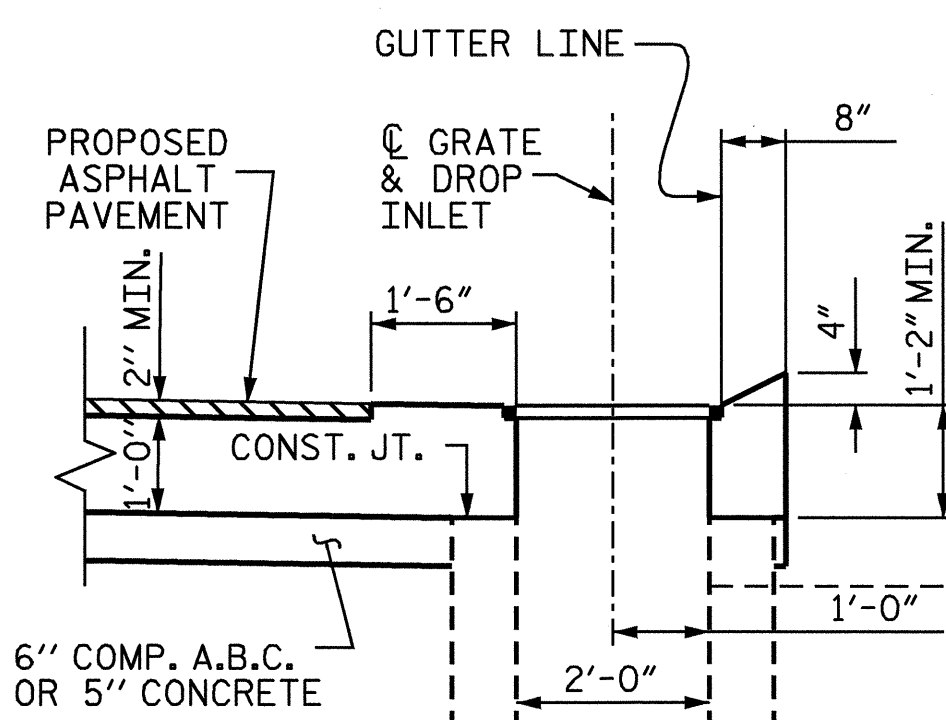 GUTTER LINE
8"
PROPOSED
ASPHALT
PAVEMENT
℄ GRATE
& DROP
INLET
2" MIN.
1'-6"
4"
1'-2" MIN.
1'-0"
CONST. JT.
1'-0"
6" COMP. A.B.C.
OR 5" CONCRETE
2'-0"